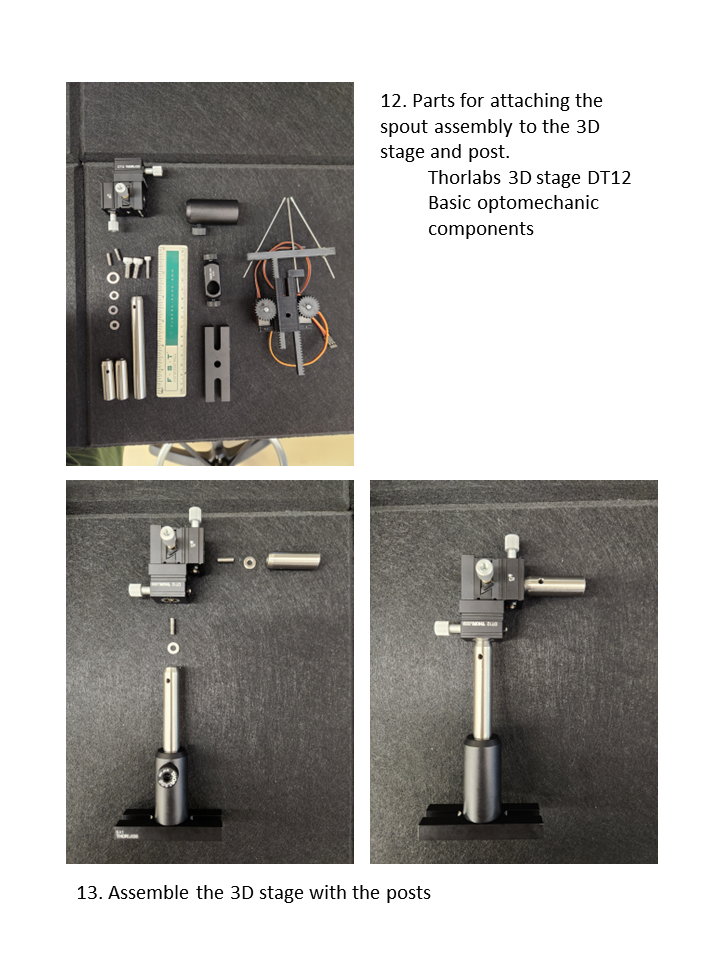 12. Parts for attaching the
spout assembly to the 3D
stage and post.
Thorlabs 3D stage DT12
Basic optomechanic
components
13. Assemble the 3D stage with the posts